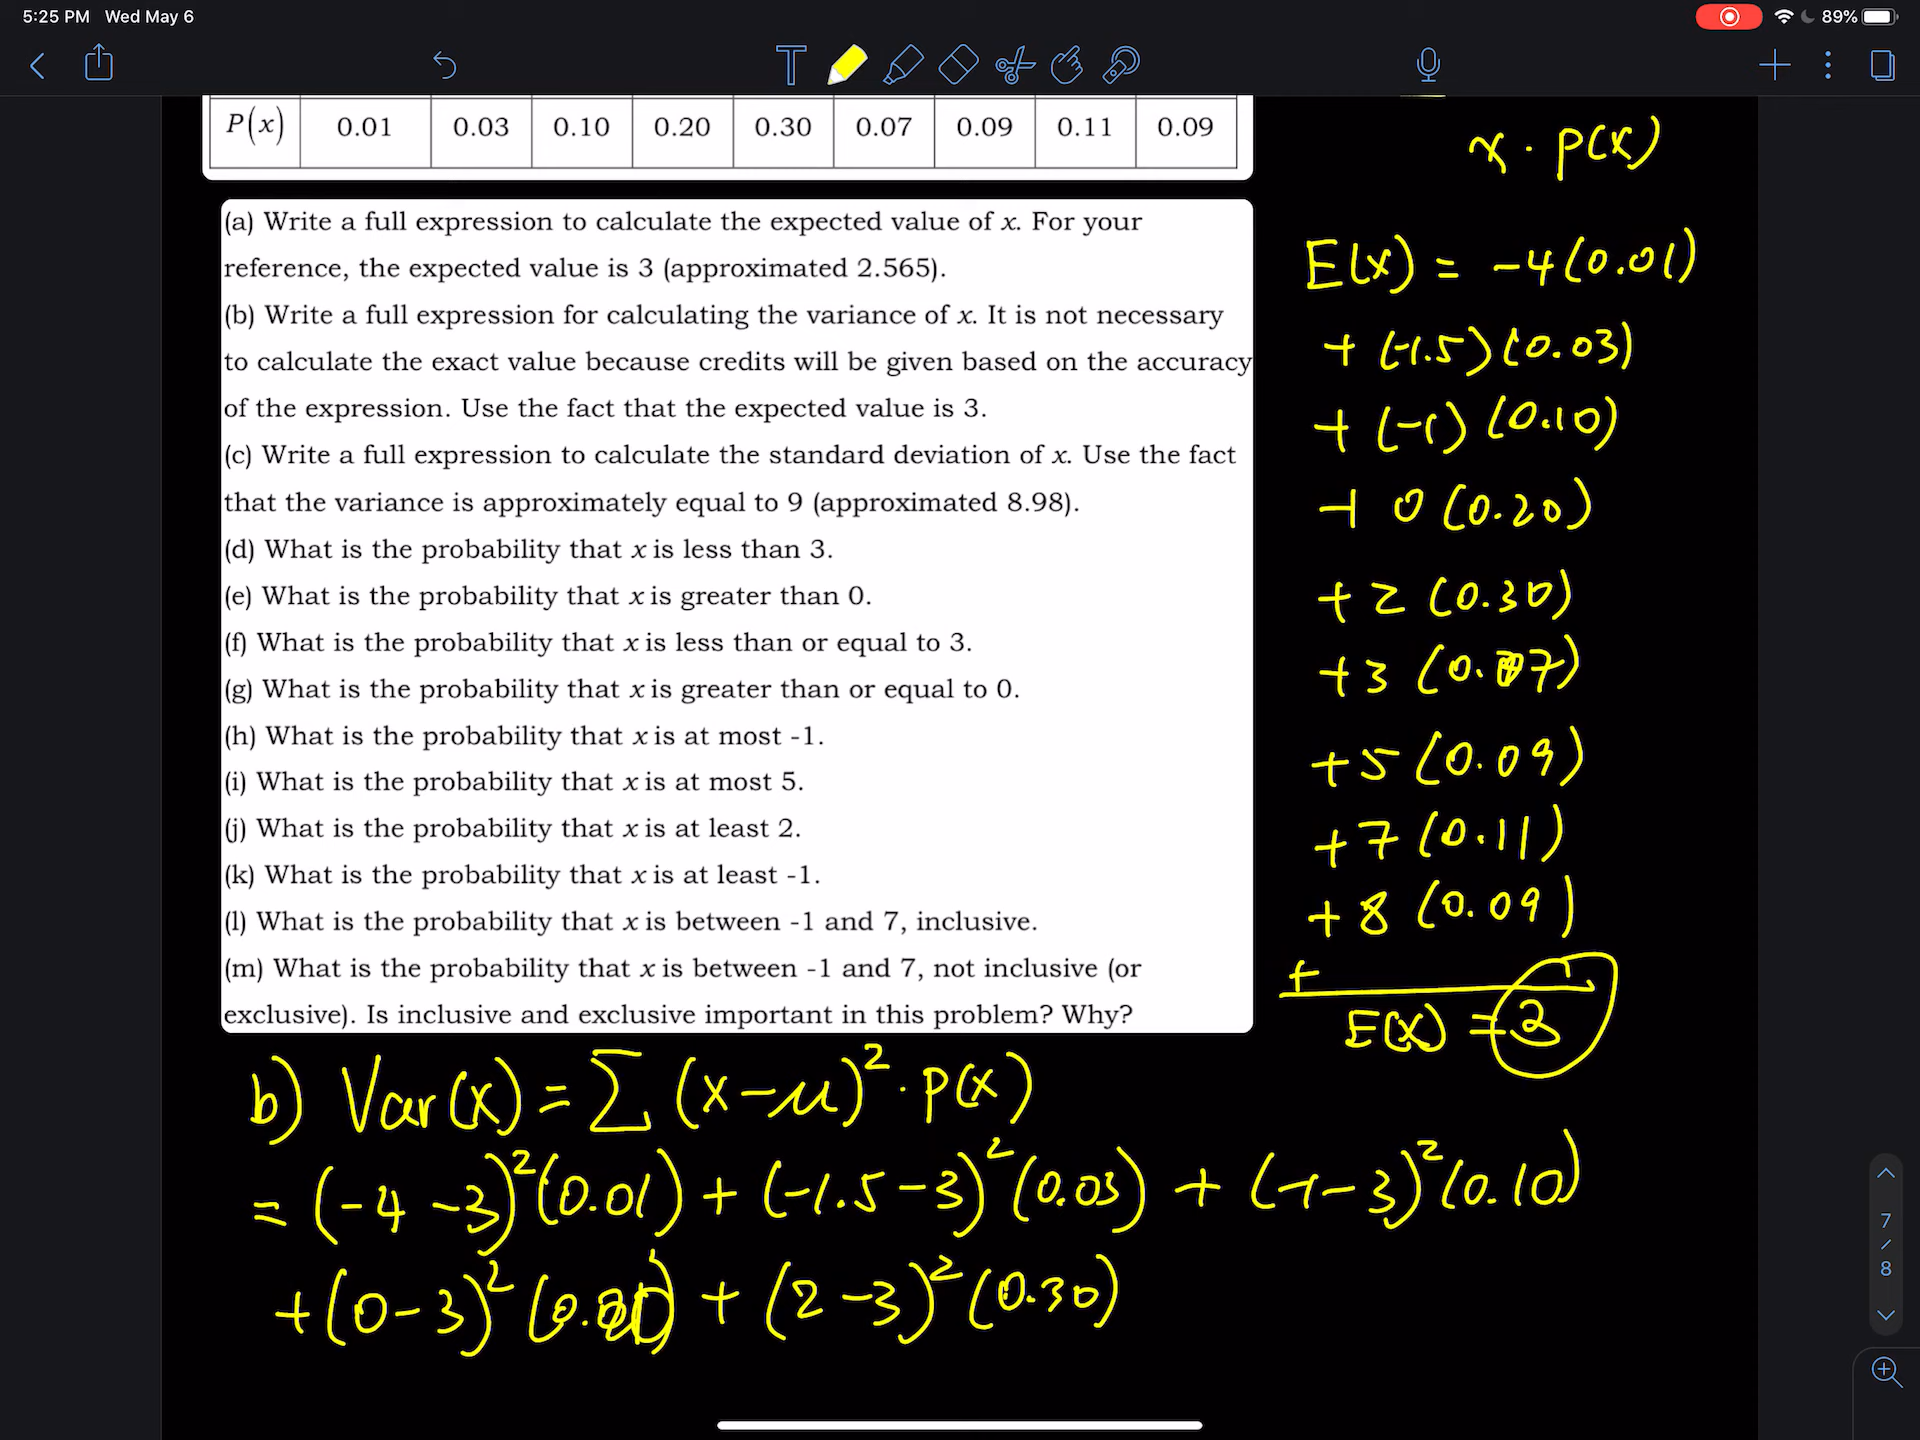 5:25 PM Wed May 6
89%
P(x) 0.01 0.03 0.10 0.20 0.30 0.07 0.09 0.11 0.09
(a) Write a full expression to calculate the expected value of x. For your
reference, the expected value is 3 (approximated 2.565).
(b) Write a full expression for calculating the variance of x. It is not necessary
to calculate the exact value because credits will be given based on the accuracy
of the expression. Use the fact that the expected value is 3.
(c) Write a full expression to calculate the standard deviation of x. Use the fact
that the variance is approximately equal to 9 (approximated 8.98).
(d) What is the probability that x is less than 3.
(e) What is the probability that x is greater than 0.
(f) What is the probability that x is less than or equal to 3.
(g) What is the probability that x is greater than or equal to 0.
(h) What is the probability that x is at most -1.
(i) What is the probability that x is at most 5.
(j) What is the probability that x is at least 2.
(k) What is the probability that x is at least -1.
(l) What is the probability that x is between -1 and 7, inclusive.
(m) What is the probability that x is between -1 and 7, not inclusive (or
exclusive). Is inclusive and exclusive important in this problem? Why?
x · P(x)
E(x) = -4(0.01)
+ (-1.5)(0.03)
+ (-1)(0.10)
+ 0 (0.20)
+ 2 (0.30)
+ 3 (0.07)
+ 5 (0.09)
+ 7 (0.11)
+ 8 (0.09)
+
E(x) = 3
b) Var(x) = Σ (x-μ)² · P(x)
= (-4 -3)²(0.01) + (-1.5-3)²(0.03) + (-1-3)²(0.10)
+ (0-3)²(0.20) + (2-3)²(0.30)
7
/
8